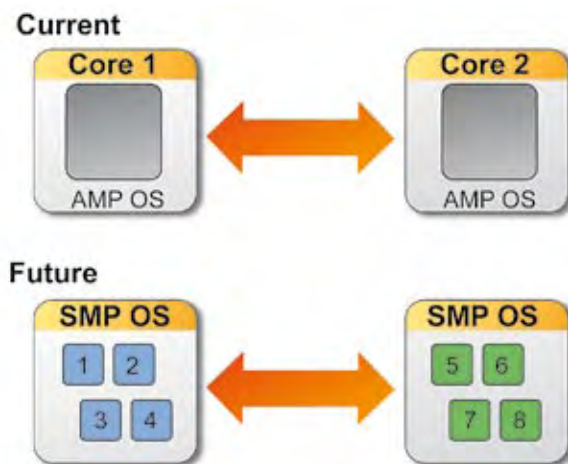 Current
Core 1
Core 2
AMP OS
AMP OS
Future
SMP OS
SMP OS
1 2
5 6
3 4
7 8